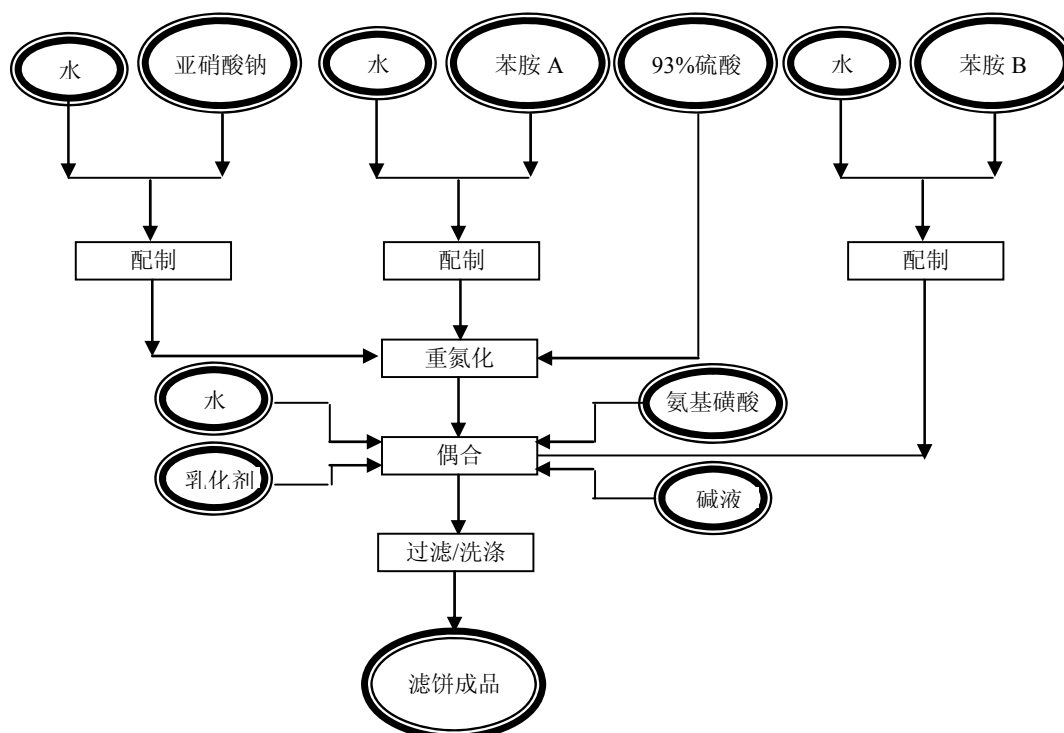 水
亚硝酸钠
水
苯胺 A
93%硫酸
水
苯胺 B
配制
配制
配制
重氮化
水
氨基磺酸
偶合
乳化剂
碱液
过滤/洗涤
滤饼成品